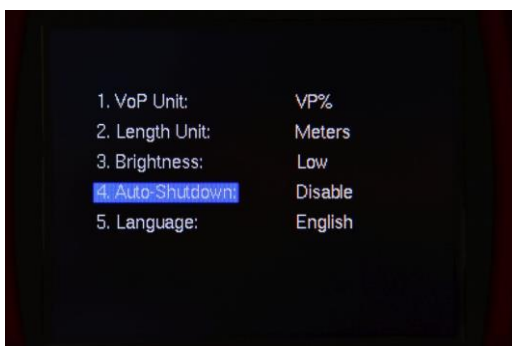 1. VoP Unit: VP%
2. Length Unit: Meters
3. Brightness: Low
4. Auto-Shutdown: Disable
5. Language: English